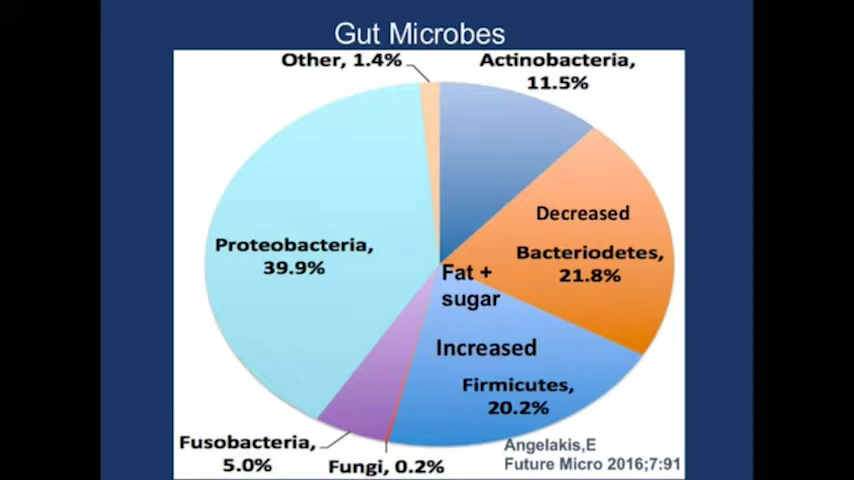 Gut Microbes
Other, 1.4%
Actinobacteria,
11.5%
Decreased
Bacteriodetes,
21.8%
Proteobacteria,
39.9%
Fat +
sugar
Increased
Firmicutes,
20.2%
Fusobacteria,
5.0%
Fungi, 0.2%
Angelakis,E
Future Micro 2016;7:91